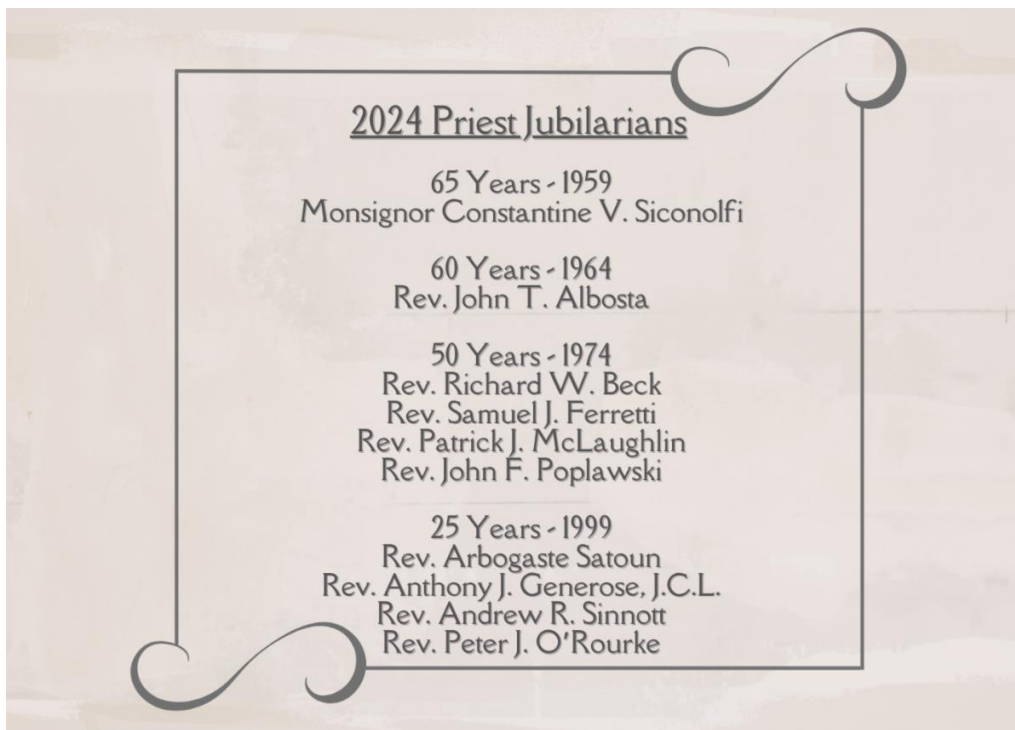 2024 Priest Jubilarians
65 Years - 1959
Monsignor Constantine V. Siconolfi
60 Years - 1964
Rev. John T. Albosta
50 Years - 1974
Rev. Richard W. Beck
Rev. Samuel J. Ferretti
Rev. Patrick J. McLaughlin
Rev. John F. Poplawski
25 Years - 1999
Rev. Arbogaste Satoun
Rev. Anthony J. Generose, J.C.L.
Rev. Andrew R. Sinnott
Rev. Peter J. O'Rourke